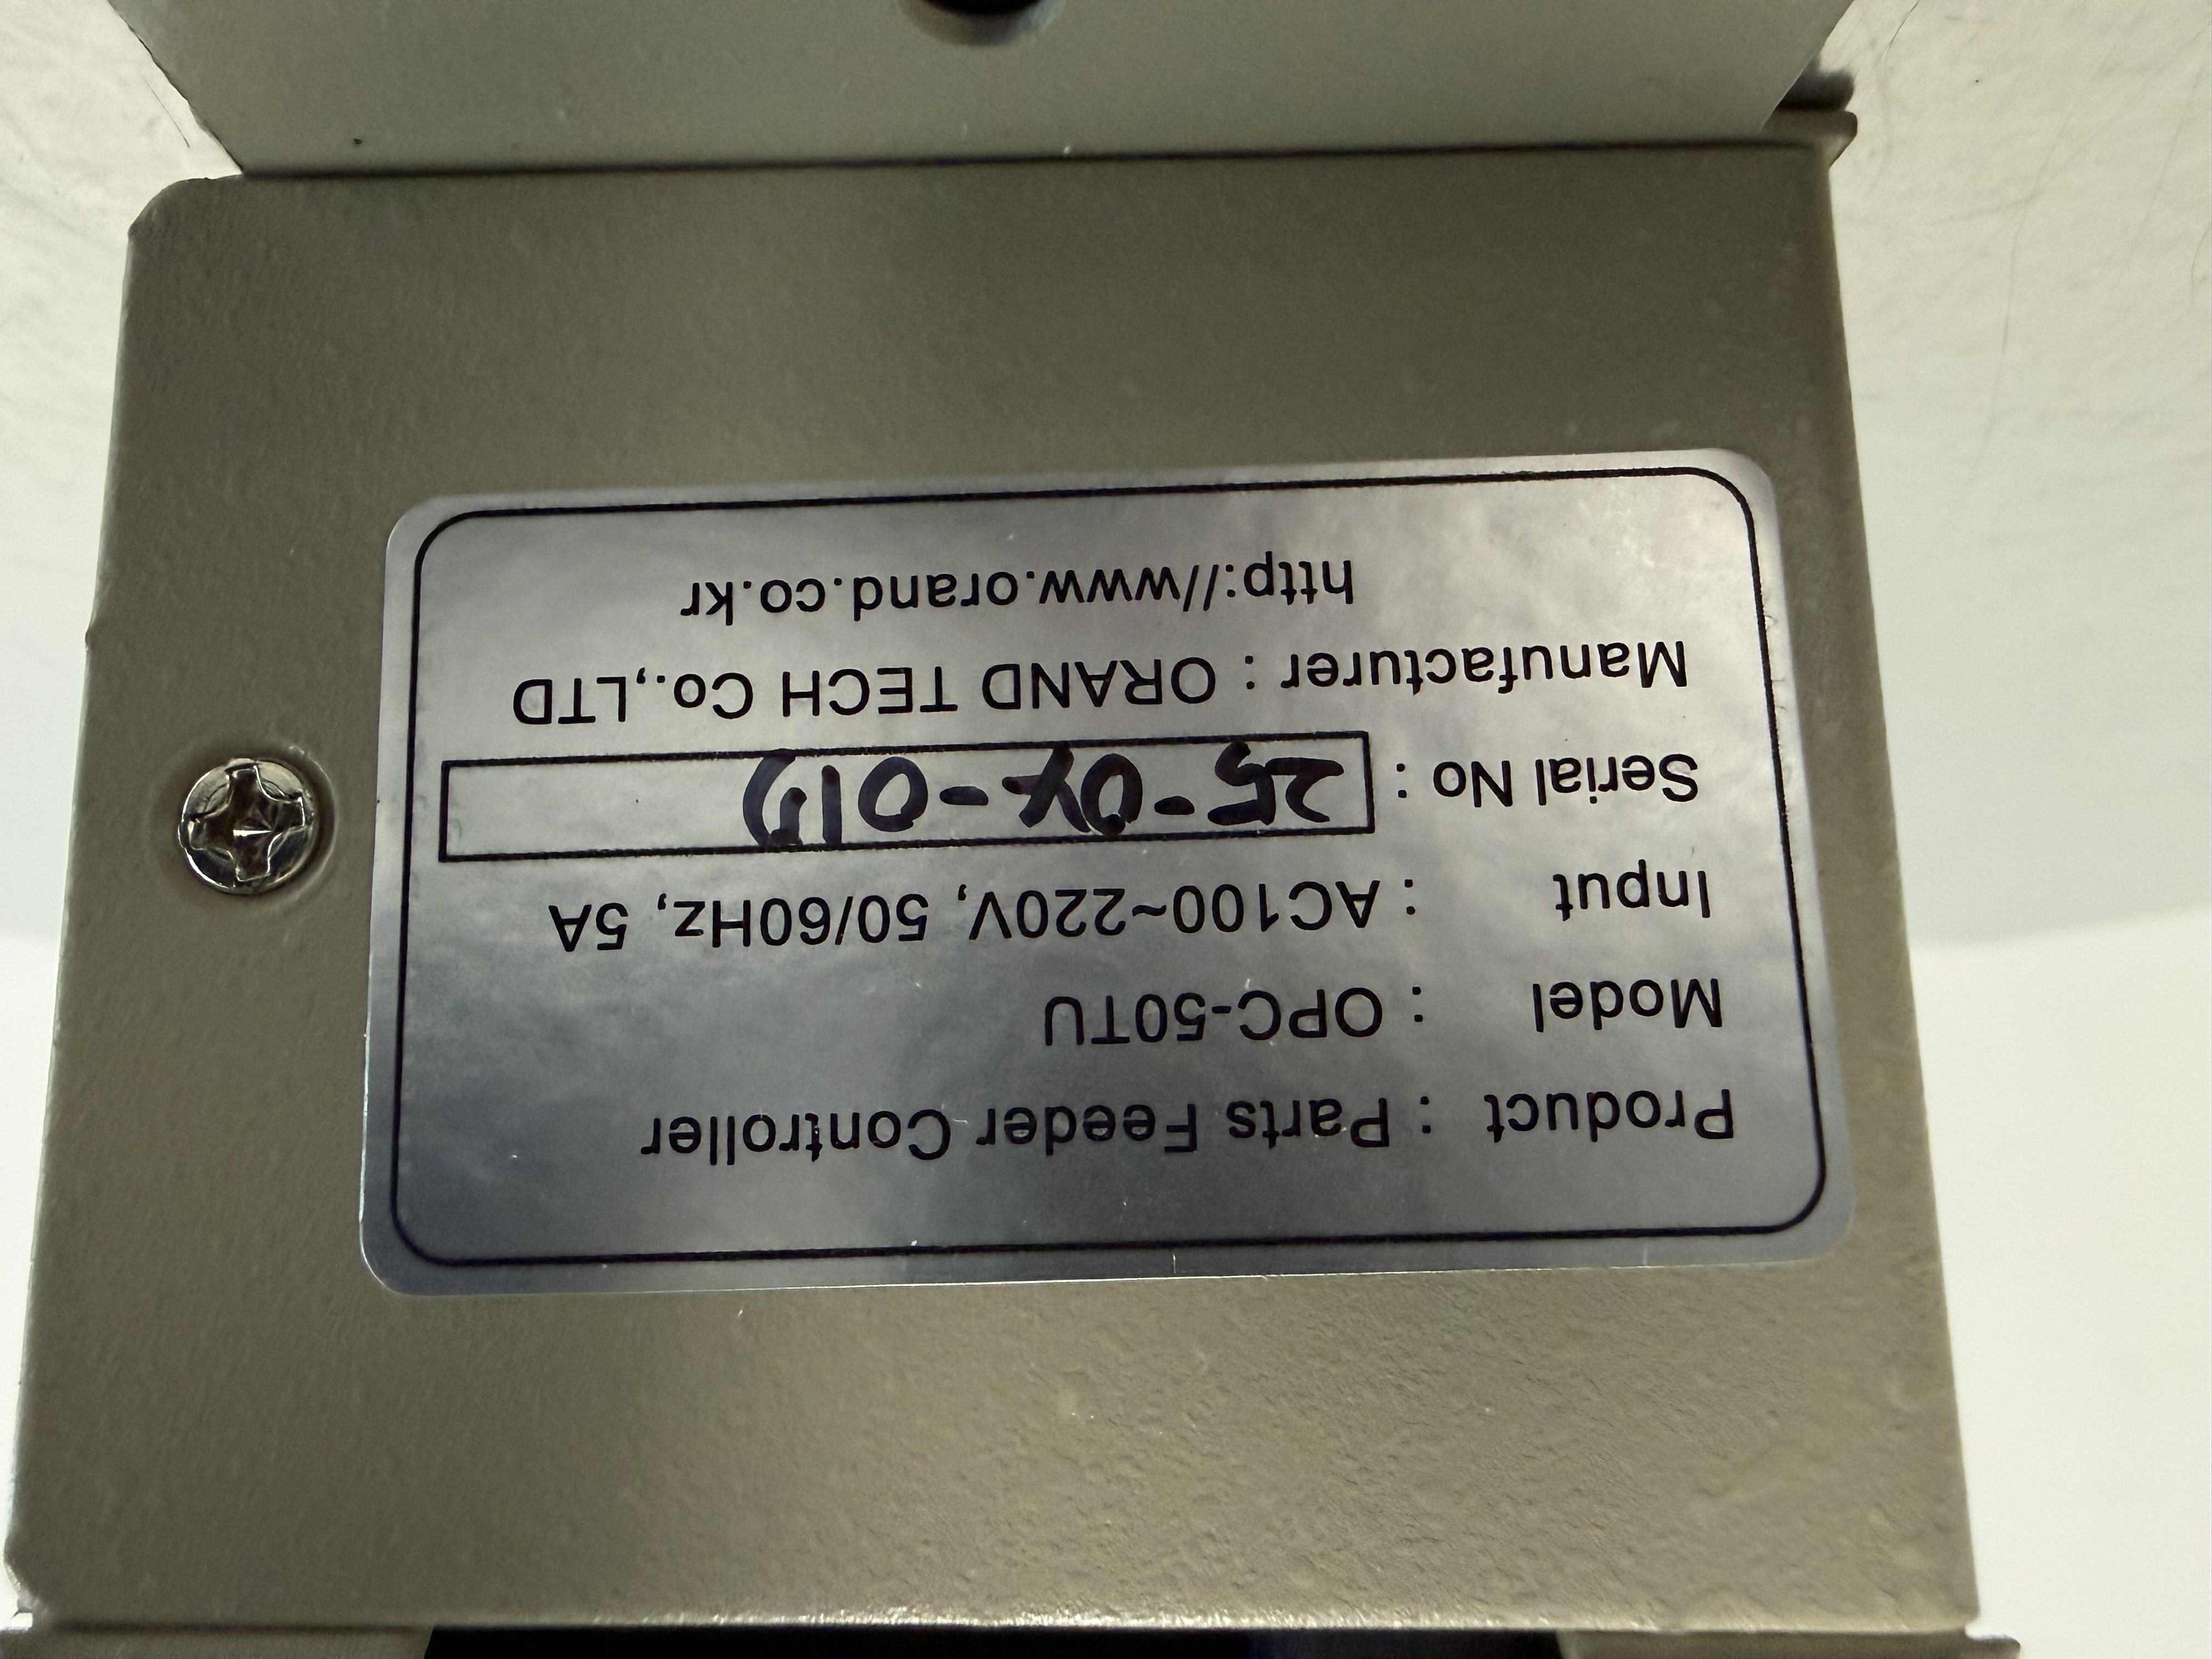 Product : Parts Feeder Controller
Model : OPC-50TU
Input : AC100~220V, 50/60Hz, 5A
Serial No : 25-04-017
Manufacturer : ORAND TECH Co.,LTD
http://www.orand.co.kr